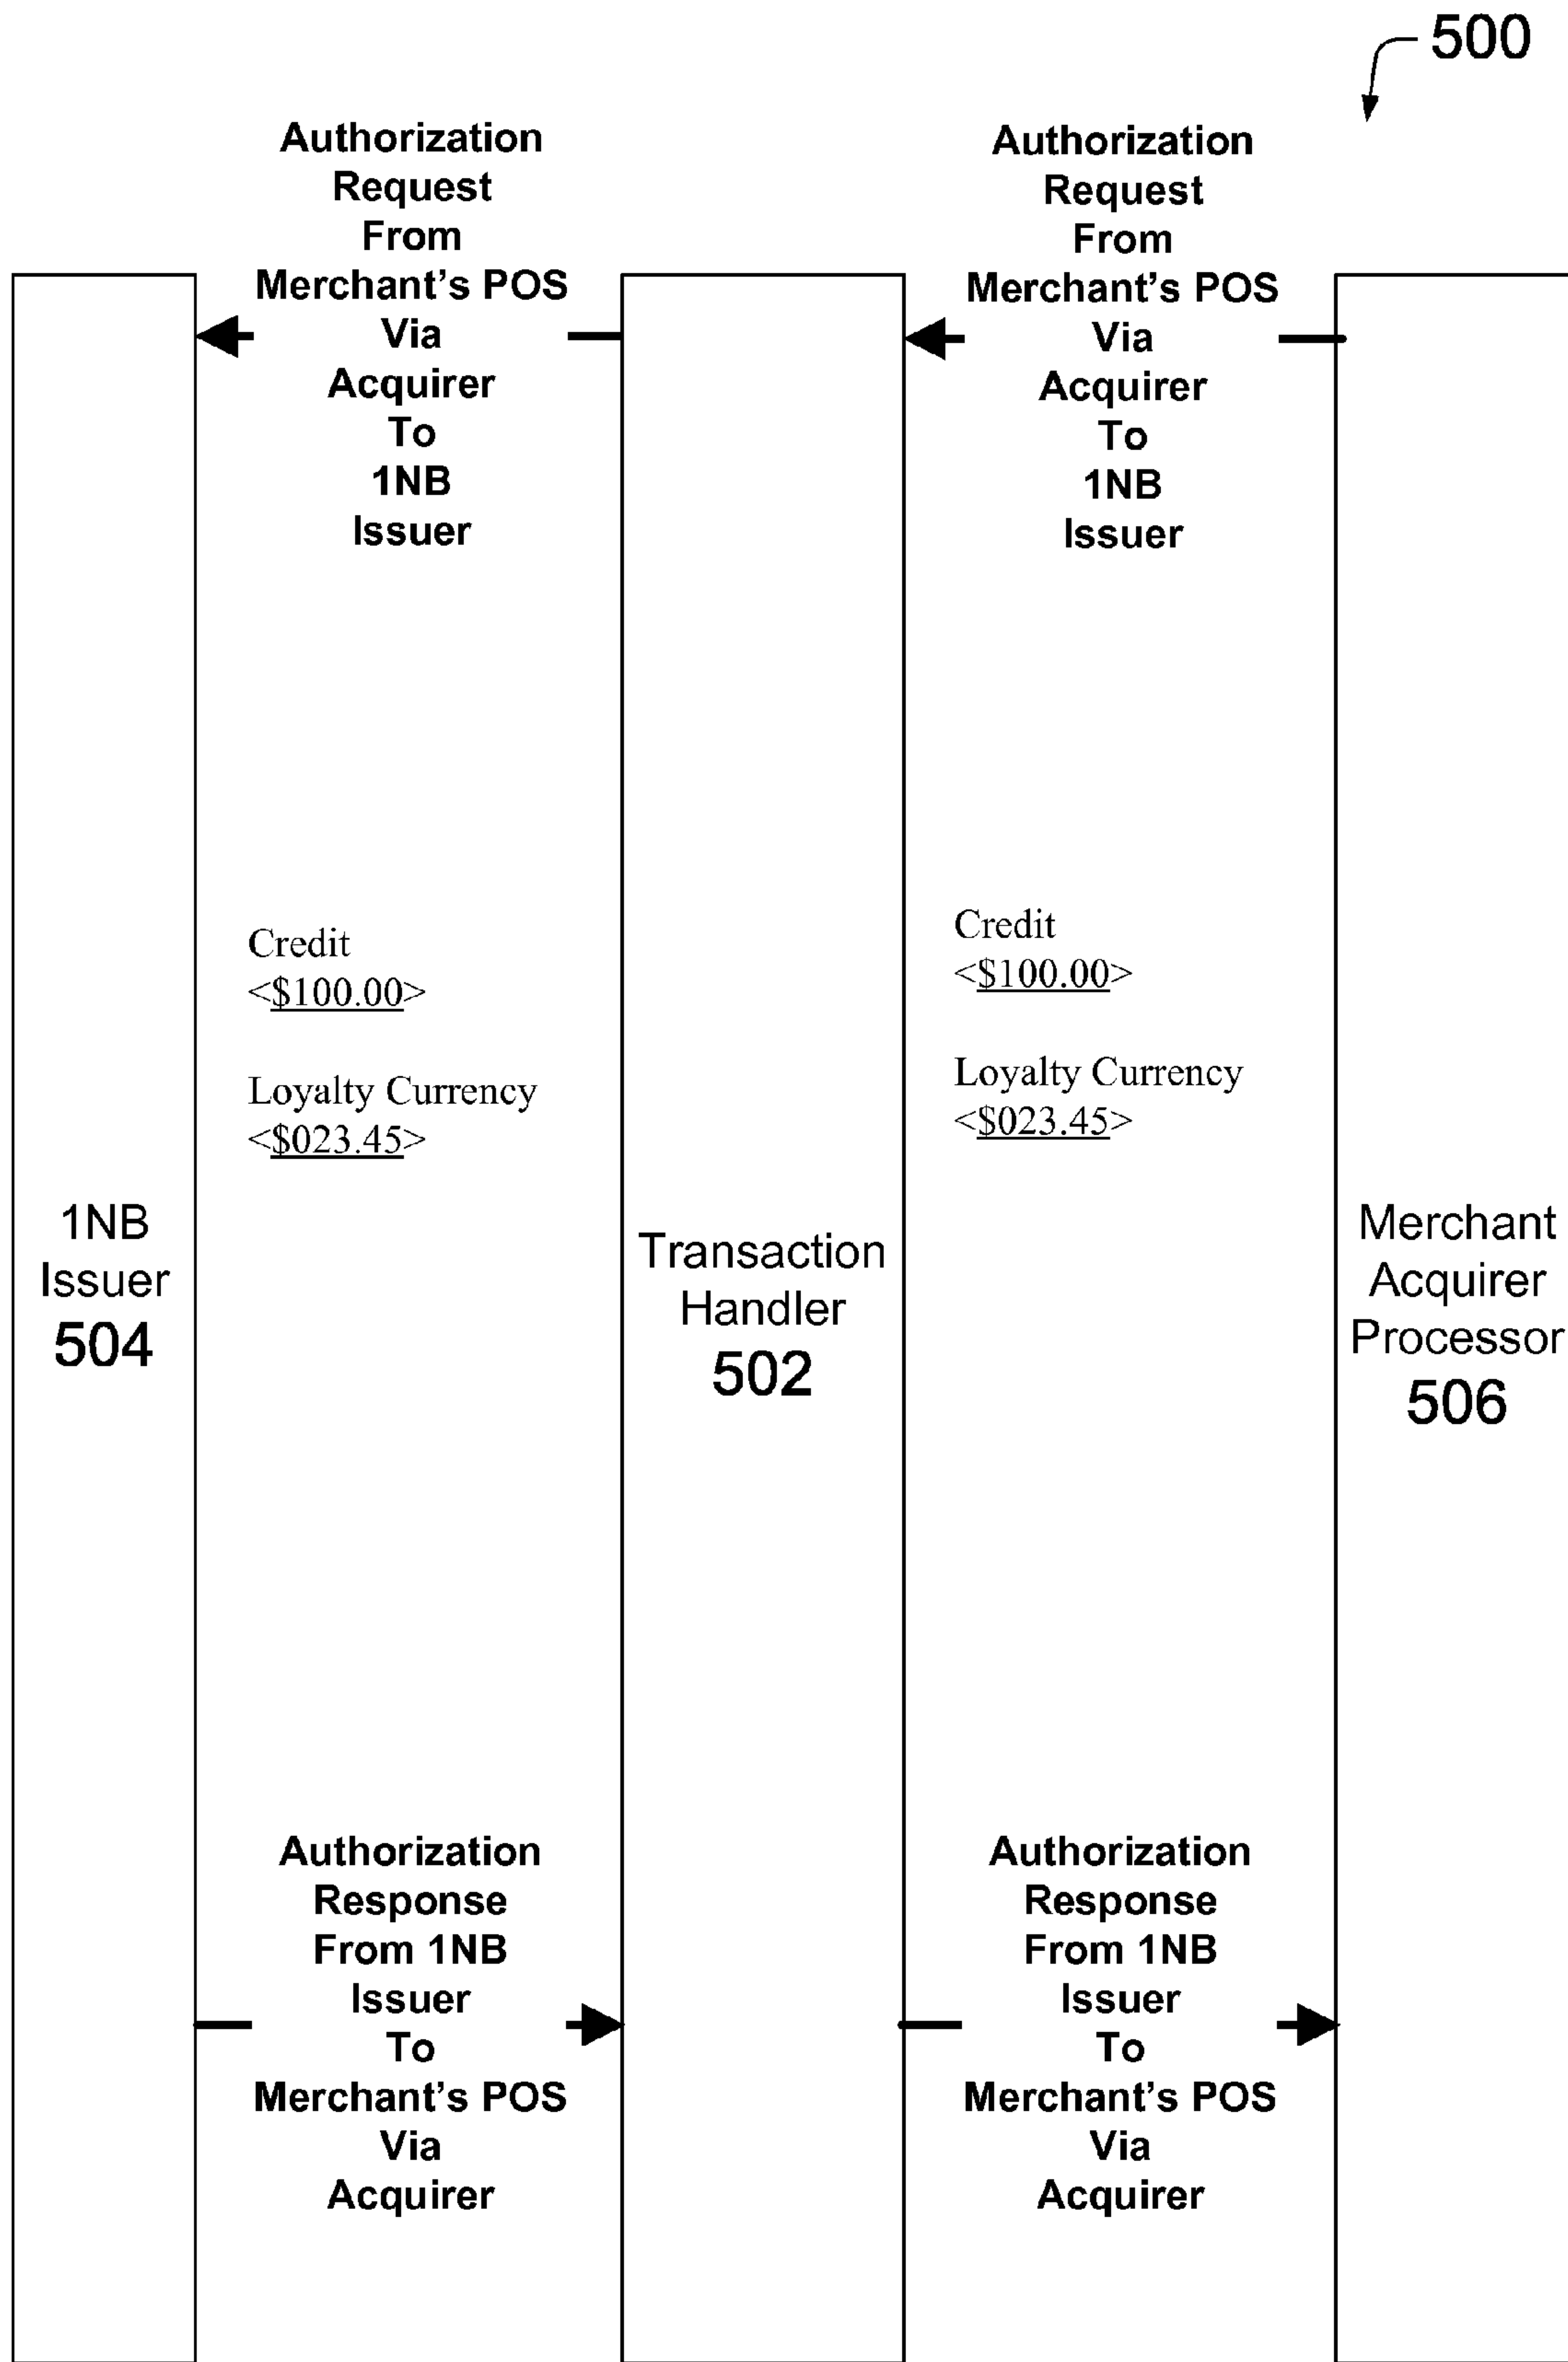 500
Authorization
Request
From
Merchant's POS
Via
Acquirer
To
1NB
Issuer
Authorization
Request
From
Merchant's POS
Via
Acquirer
To
1NB
Issuer
Credit
<$100.00>
Loyalty Currency
<$023.45>
Credit
<$100.00>
Loyalty Currency
<$023.45>
1NB
Issuer
504
Transaction
Handler
502
Merchant
Acquirer
Processor
506
Authorization
Response
From 1NB
Issuer
To
Merchant's POS
Via
Acquirer
Authorization
Response
From 1NB
Issuer
To
Merchant's POS
Via
Acquirer